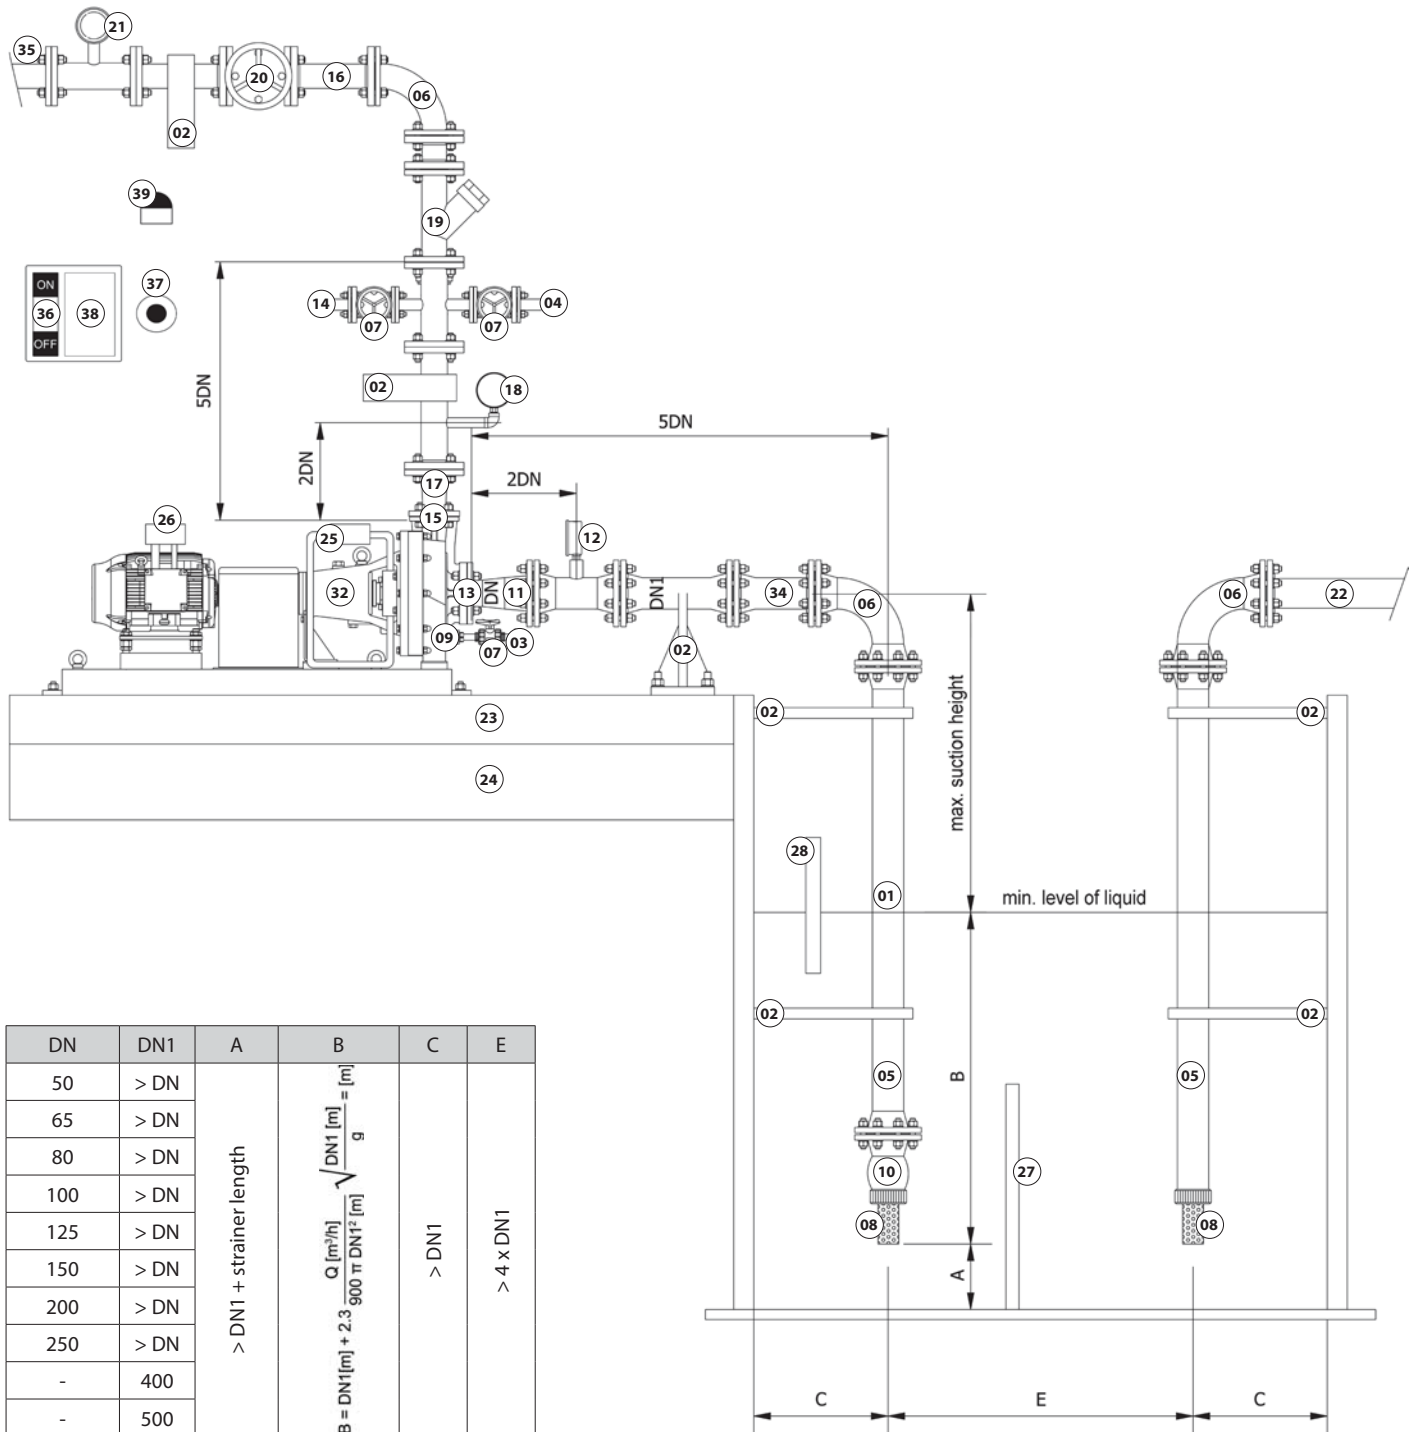 21
35
20
16
06
02
39
19
37
ON
36
38
OFF
14
04
07
07
5DN
02
18
5DN
2DN
17
2DN
15
26
25
12
32
13
DN
11
DN1
34
06
06
22
09
07
03
02
max. suction height
23
02
02
24
28
01
min. level of liquid
02
02
05
B
05
10
27
08
08
A
C
E
C
DN DN1 A B C E
50 > DN
65 > DN
80 > DN
100 > DN
125 > DN
150 > DN
200 > DN
250 > DN
- 400
- 500
> DN1 + strainer length
B = DN1[m] + 2.3 Q [m³/h] / 900 π DN1² [m] √ DN1 [m] / g = [m]
> DN1
> 4 x DN1